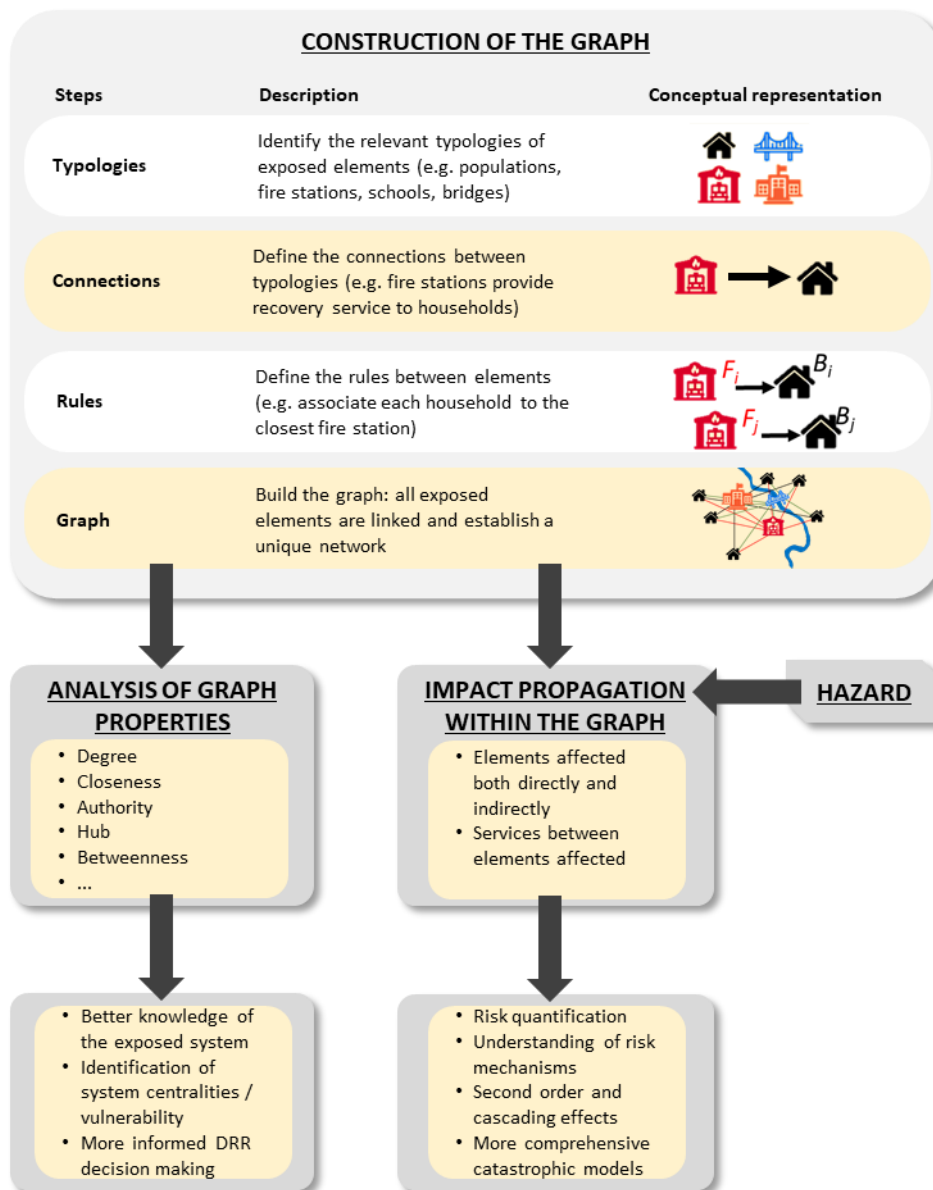 CONSTRUCTION OF THE GRAPH
Steps Description Conceptual representation
Typologies
Identify the relevant typologies of
exposed elements (e.g. populations,
fire stations, schools, bridges)
Connections
Define the connections between
typologies (e.g. fire stations provide
recovery service to households)
Rules
Define the rules between elements
(e.g. associate each household to the
closest fire station)
F_i B_i
F_j B_j
Graph
Build the graph: all exposed
elements are linked and establish a
unique network
ANALYSIS OF GRAPH
PROPERTIES
• Degree
• Closeness
• Authority
• Hub
• Betweenness
• ...
IMPACT PROPAGATION
WITHIN THE GRAPH
• Elements affected
both directly and
indirectly
• Services between
elements affected
HAZARD
• Better knowledge of
the exposed system
• Identification of
system centralities /
vulnerability
• More informed DRR
decision making
• Risk quantification
• Understanding of risk
mechanisms
• Second order and
cascading effects
• More comprehensive
catastrophic models